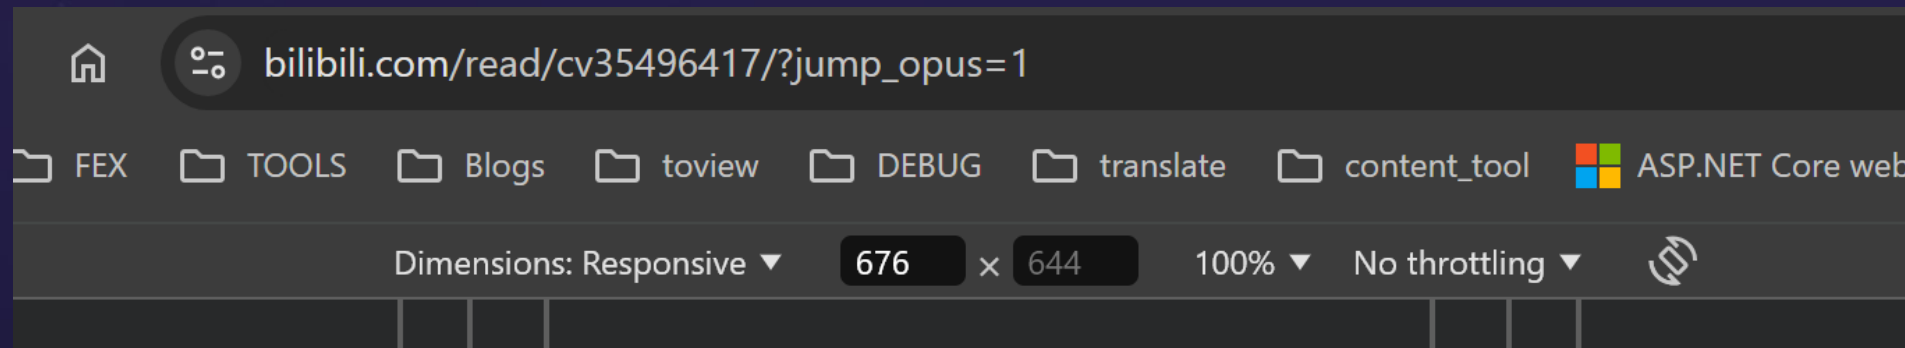 bilibili.com/read/cv35496417/?jump_opus=1
FEX TOOLS Blogs toview DEBUG translate content_tool ASP.NET Core web
Dimensions: Responsive 676 × 644 100% No throttling